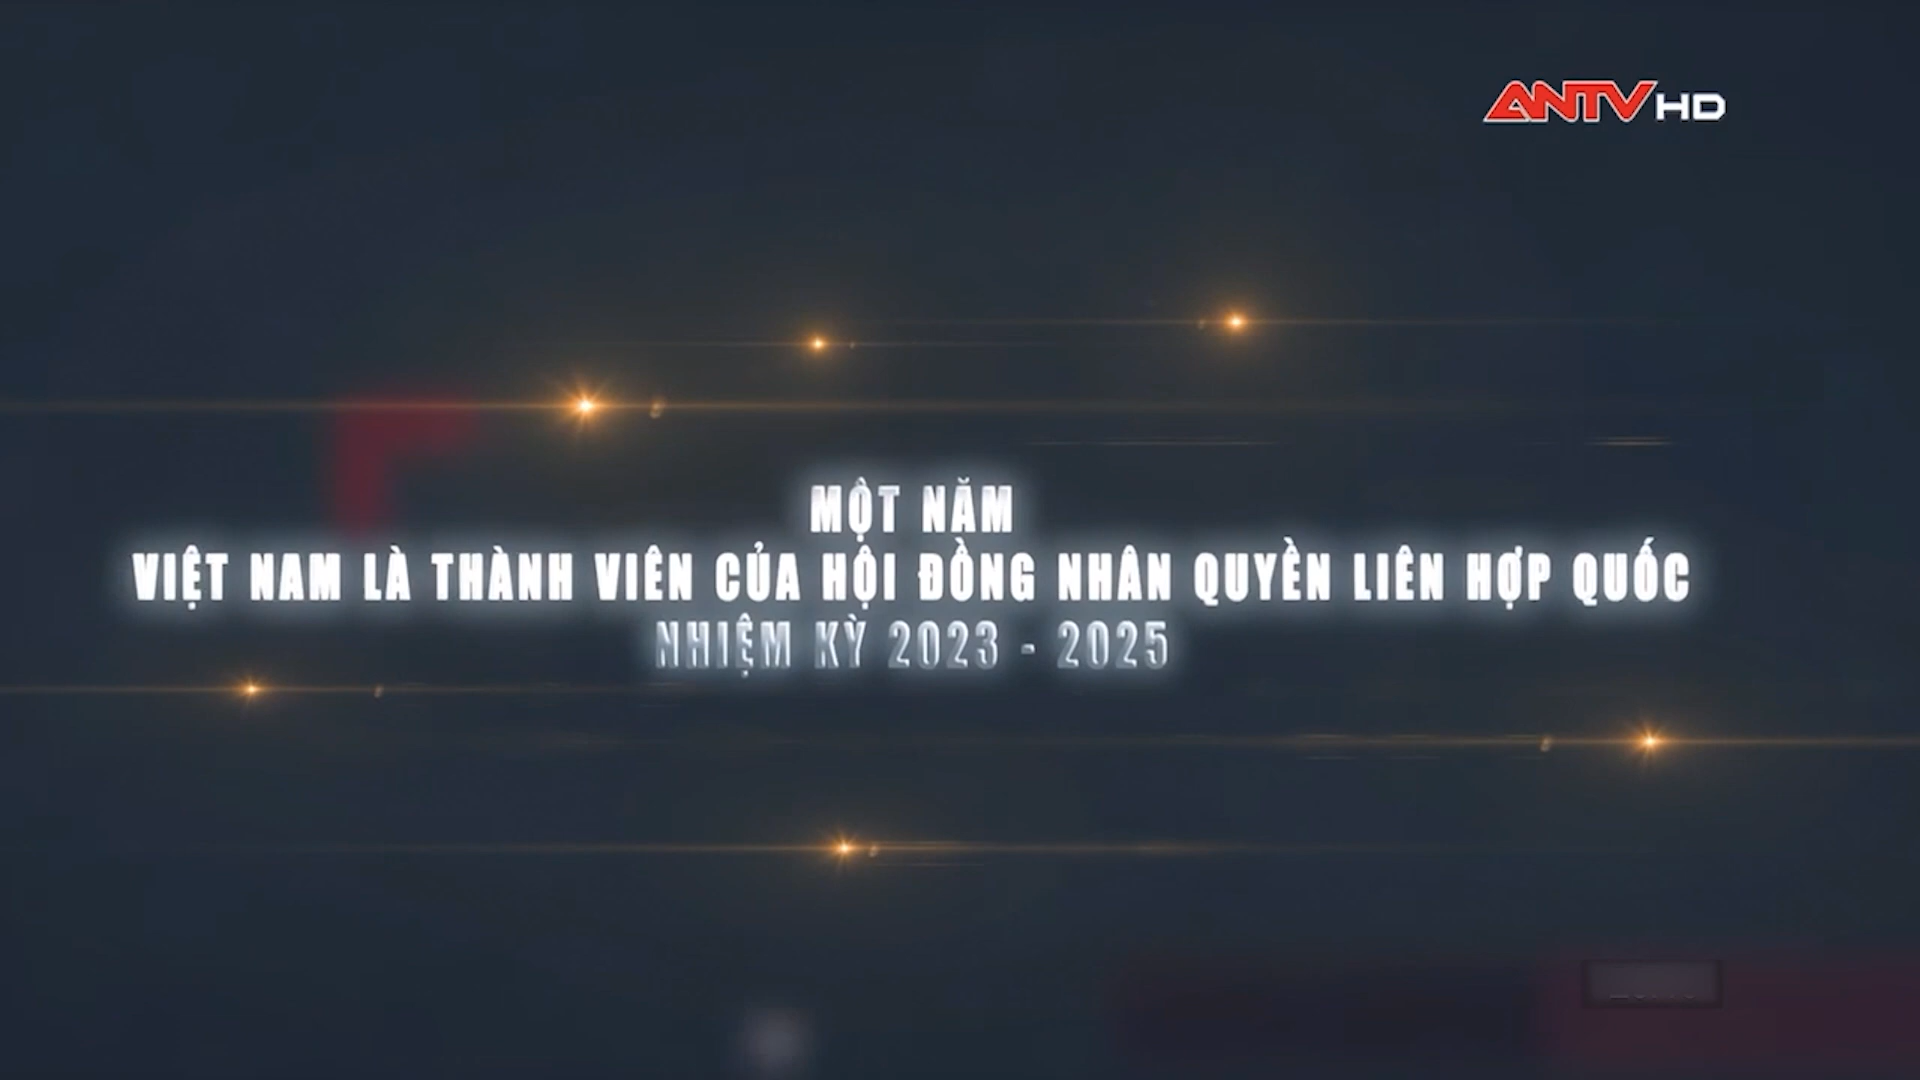 ANTV HD
MỘT NĂM
VIỆT NAM LÀ THÀNH VIÊN CỦA HỘI ĐỒNG NHÂN QUYỀN LIÊN HỢP QUỐC
NHIỆM KỲ 2023 - 2025